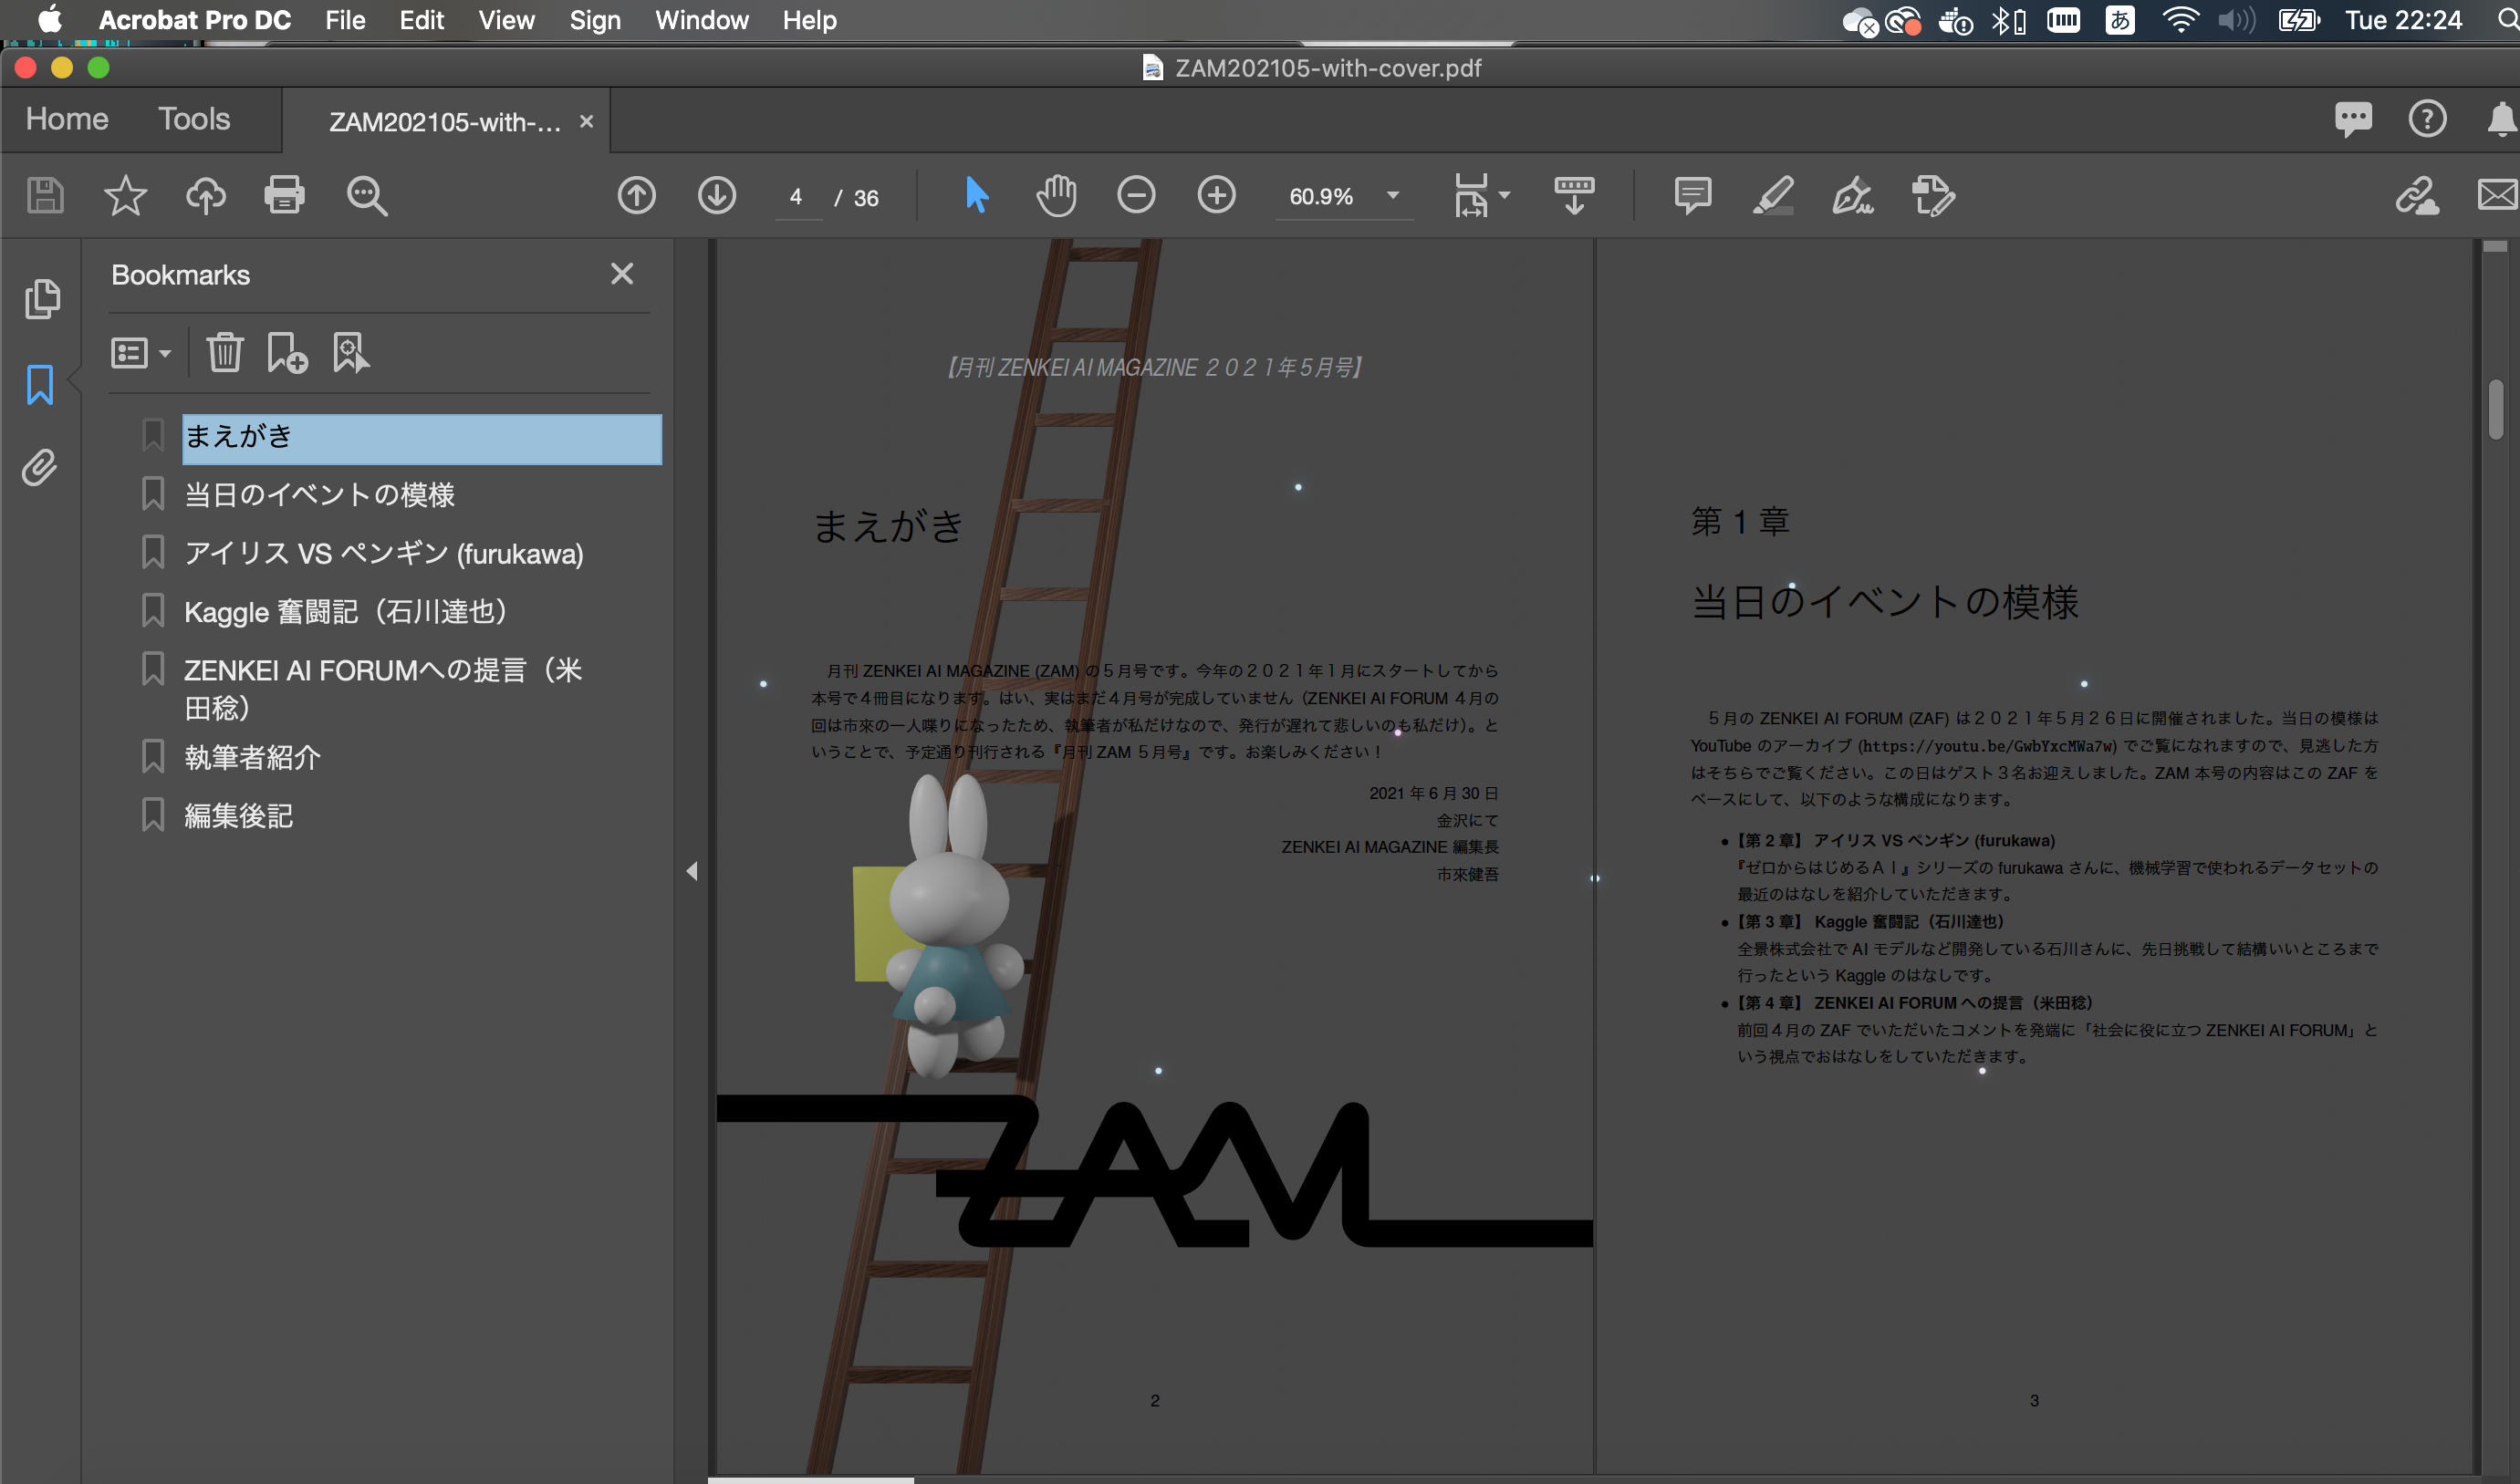 Acrobat Pro DC File Edit View Sign Window Help あ Tue 22:24
ZAM202105-with-cover.pdf
Home Tools ZAM202105-with-... ×
4 / 36 60.9%
Bookmarks
まえがき
当日のイベントの模様
アイリス VS ペンギン (furukawa)
Kaggle 奮闘記（石川達也）
ZENKEI AI FORUMへの提言（米
田稔）
執筆者紹介
編集後記
【月刊 ZENKEI AI MAGAZINE ２０２１年５月号】
まえがき
月刊 ZENKEI AI MAGAZINE (ZAM) の５月号です。今年の２０２１年１月にスタートしてから
本号で４冊目になります。はい、実はまだ４月号が完成していません（ZENKEI AI FORUM ４月の
回は市來の一人喋りになったため、執筆者が私だけなので、発行が遅れて悲しいのも私だけ）。と
いうことで、予定通り刊行される『月刊 ZAM ５月号』です。お楽しみください！
2021 年 6 月 30 日
金沢にて
ZENKEI AI MAGAZINE 編集長
市來健吾
ZAM
2
第 1 章
当日のイベントの模様
５月の ZENKEI AI FORUM (ZAF) は２０２１年５月２６日に開催されました。当日の模様は
YouTube のアーカイブ (https://youtu.be/GwbYxcMWa7w) でご覧になれますので、見逃した方
はそちらでご覧ください。この日はゲスト３名お迎えしました。ZAM 本号の内容はこの ZAF を
ベースにして、以下のような構成になります。
●【第 2 章】 アイリス VS ペンギン (furukawa)
『ゼロからはじめるＡＩ』シリーズの furukawa さんに、機械学習で使われるデータセットの
最近のはなしを紹介していただきます。
●【第 3 章】 Kaggle 奮闘記（石川達也）
全景株式会社で AI モデルなど開発している石川さんに、先日挑戦して結構いいところまで
行ったという Kaggle のはなしです。
●【第 4 章】 ZENKEI AI FORUM への提言（米田稔）
前回４月の ZAF でいただいたコメントを発端に「社会に役に立つ ZENKEI AI FORUM」と
いう視点でおはなしをしていただきます。
3